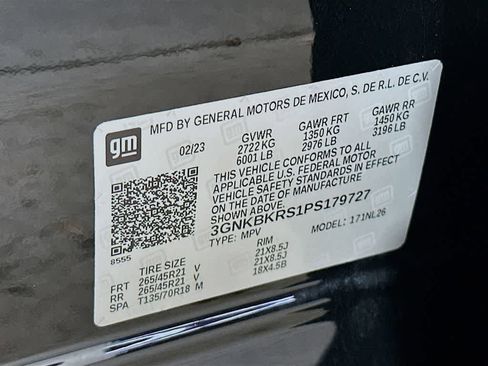 gm
MFD BY GENERAL MOTORS DE MEXICO, S. DE R.L. DE C.V.
02/23 GVWR GAWR FRT GAWR RR
2722 KG 1350 KG 1450 KG
6001 LB 2976 LB 3196 LB
THIS VEHICLE CONFORMS TO ALL
APPLICABLE U.S. FEDERAL MOTOR
VEHICLE SAFETY STANDARDS IN EFFECT
ON THE DATE OF MANUFACTURE
3GNKBKRS1PS179727
8555 TYPE: MPV MODEL: 171NL26
TIRE SIZE RIM
FRT 265/45R21 V 21X8.5J
RR 265/45R21 V 21X8.5J
SPA T135/70R18 M 18X4.5B